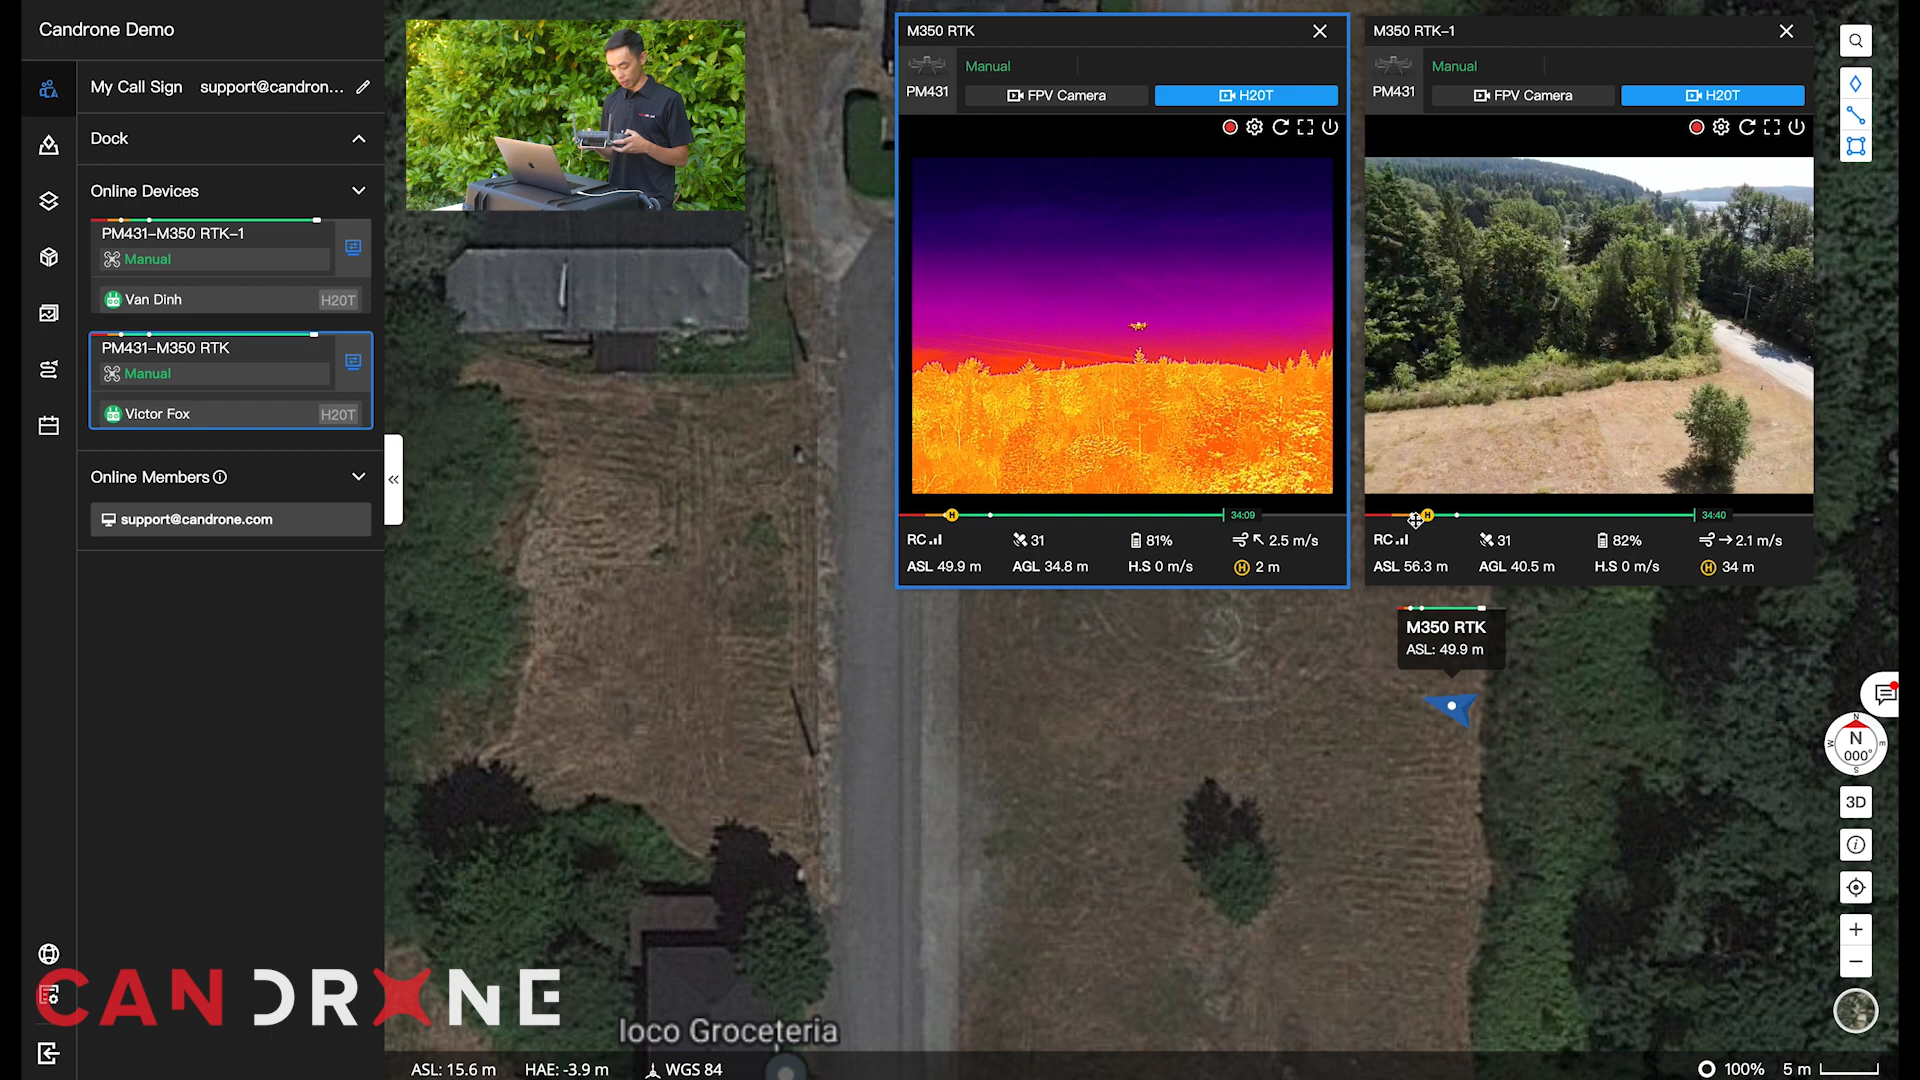 Candrone Demo
My Call Sign support@candron...
Dock
Online Devices
PM431-M350 RTK-1
Manual
Van Dinh H20T
PM431-M350 RTK
Manual
Victor Fox H20T
Online Members
support@candrone.com
M350 RTK
PM431
Manual
FPV Camera H20T
34:09
RC 31 81% 2.5 m/s
ASL 49.9 m AGL 34.8 m H.S 0 m/s H 2 m
M350 RTK-1
PM431
Manual
FPV Camera H20T
34:40
RC 31 82% 2.1 m/s
ASL 56.3 m AGL 40.5 m H.S 0 m/s H 34 m
M350 RTK
ASL: 49.9 m
N
N
000°
W
E
S
3D
CANDRONE
Ioco Groceteria
ASL: 15.6 m HAE: -3.9 m WGS 84
100% 5 m